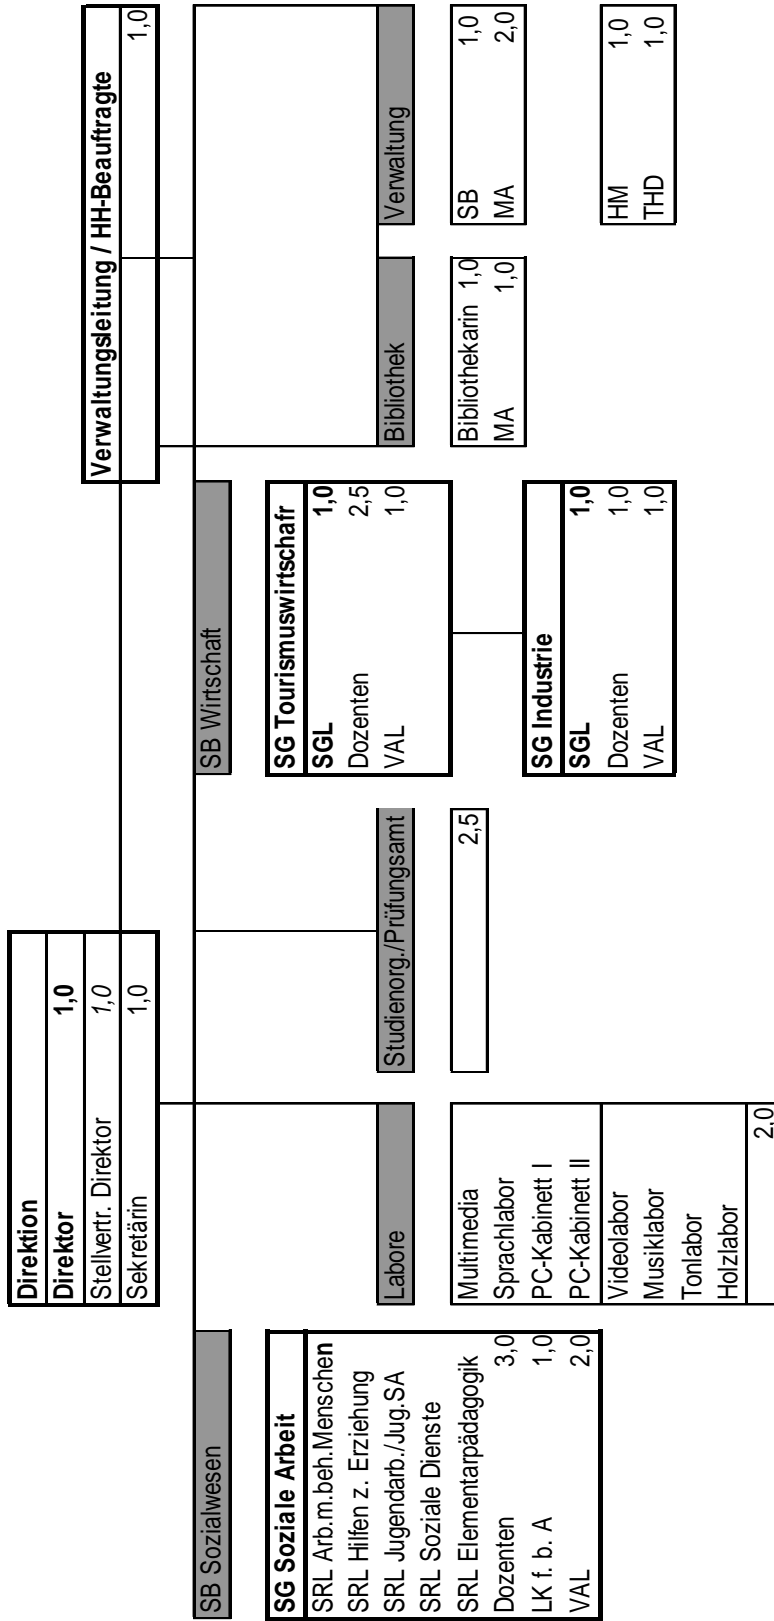 Direktion
Direktor 1,0
Stellvertr. Direktor 1,0
Sekretärin 1,0
Verwaltungsleitung / HH-Beauftragte
1,0
SB Sozialwesen
SB Wirtschaft
SG Soziale Arbeit
SRL Arb.m.beh.Menschen
SRL Hilfen z. Erziehung
SRL Jugendarb./Jug.SA
SRL Soziale Dienste
SRL Elementarpädagogik
Dozenten 3,0
LK f. b. A 1,0
VAL 2,0
Labore
Multimedia
Sprachlabor
PC-Kabinett I
PC-Kabinett II
Videolabor
Musiklabor
Tonlabor
Holzlabor
2,0
Studienorg./Prüfungsamt
2,5
SG Tourismuswirtschafr
SGL 1,0
Dozenten 2,5
VAL 1,0
SG Industrie
SGL 1,0
Dozenten 1,0
VAL 1,0
Bibliothek
Bibliothekarin 1,0
MA 1,0
Verwaltung
SB 1,0
MA 2,0
HM 1,0
THD 1,0